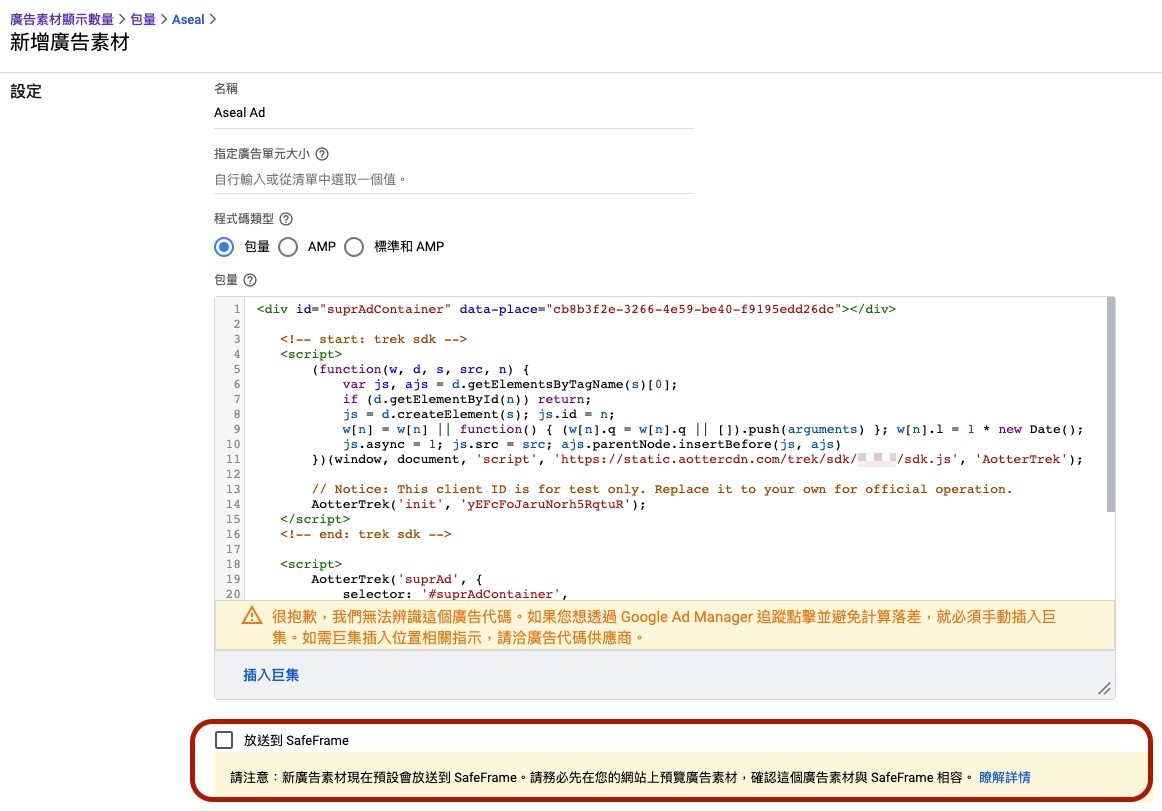 廣告素材顯示數量 > 包量 > Aseal >
新增廣告素材
設定
名稱
Aseal Ad
指定廣告單元大小 ?
自行輸入或從清單中選取一個值。
程式碼類型 ?
包量 AMP 標準和 AMP
包量 ?
1 <div id="suprAdContainer" data-place="cb8b3f2e-3266-4e59-be40-f9195edd26dc"></div>
2
3 <!-- start: trek sdk -->
4 <script>
5 (function(w, d, s, src, n) {
6 var js, ajs = d.getElementsByTagName(s)[0];
7 if (d.getElementById(n)) return;
8 js = d.createElement(s); js.id = n;
9 w[n] = w[n] || function() { (w[n].q = w[n].q || []).push(arguments) }; w[n].l = 1 * new Date();
10 js.async = 1; js.src = src; ajs.parentNode.insertBefore(js, ajs)
11 })(window, document, 'script', 'https://static.aottercdn.com/trek/sdk/ /sdk.js', 'AotterTrek');
12
13 // Notice: This client ID is for test only. Replace it to your own for official operation.
14 AotterTrek('init', 'yEFcFoJaruNorh5RqtuR');
15 </script>
16 <!-- end: trek sdk -->
17
18 <script>
19 AotterTrek('suprAd', {
20 selector: '#suprAdContainer',
很抱歉，我們無法辨識這個廣告代碼。如果您想透過 Google Ad Manager 追蹤點擊並避免計算落差，就必須手動插入巨
集。如需巨集插入位置相關指示，請洽廣告代碼供應商。
插入巨集
放送到 SafeFrame
請注意：新廣告素材現在預設會放送到 SafeFrame。請務必先在您的網站上預覽廣告素材，確認這個廣告素材與 SafeFrame 相容。 瞭解詳情